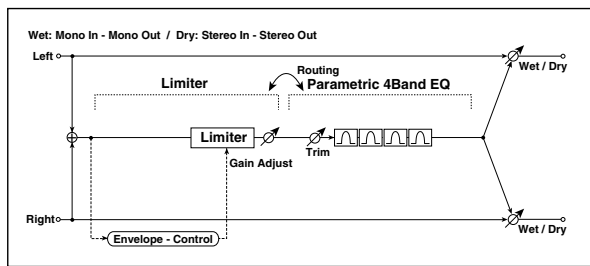 Wet: Mono In - Mono Out / Dry: Stereo In - Stereo Out
Left
Wet / Dry
Routing
Limiter
Parametric 4Band EQ
Limiter
Gain Adjust
Trim
Right
Envelope - Control
Wet / Dry